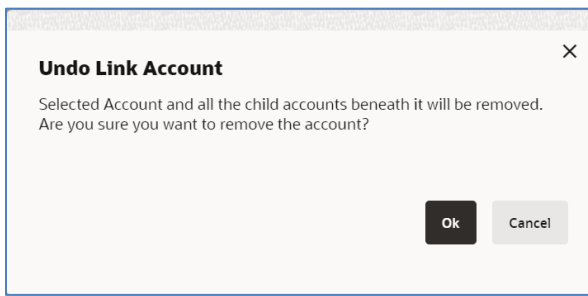 Undo Link Account
Selected Account and all the child accounts beneath it will be removed.
Are you sure you want to remove the account?
Ok
Cancel